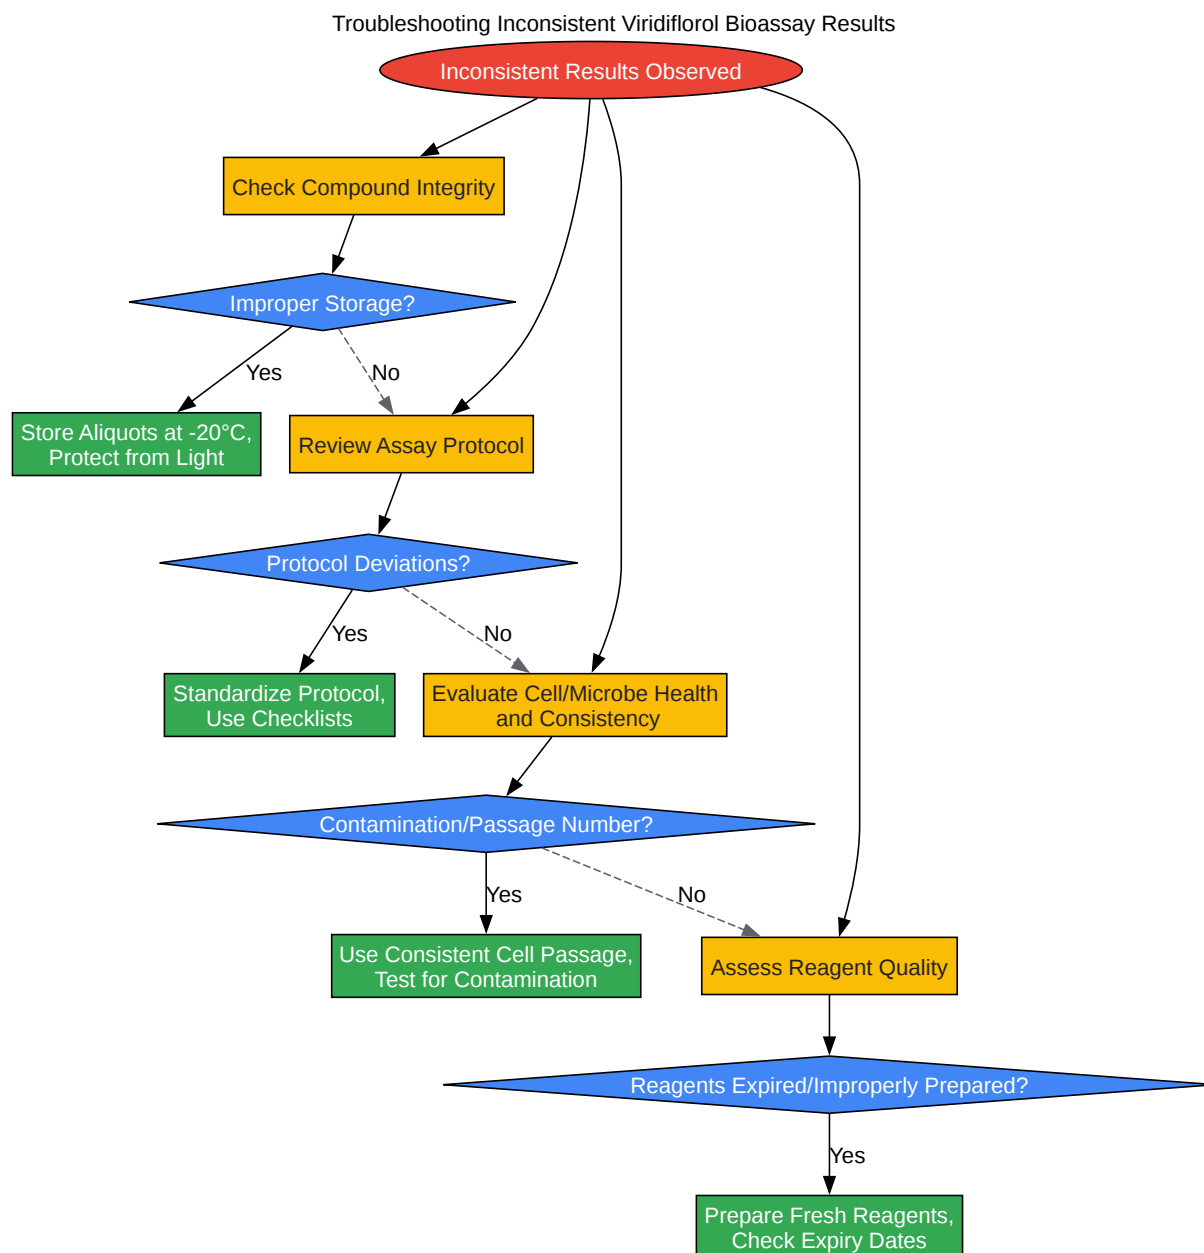 Troubleshooting Inconsistent Viridiflorol Bioassay Results
Inconsistent Results Observed
Check Compound Integrity
Improper Storage?
Yes
No
Store Aliquots at -20°C,
Protect from Light
Review Assay Protocol
Protocol Deviations?
Yes
No
Standardize Protocol,
Use Checklists
Evaluate Cell/Microbe Health
and Consistency
Contamination/Passage Number?
Yes
No
Use Consistent Cell Passage,
Test for Contamination
Assess Reagent Quality
Reagents Expired/Improperly Prepared?
Yes
Prepare Fresh Reagents,
Check Expiry Dates